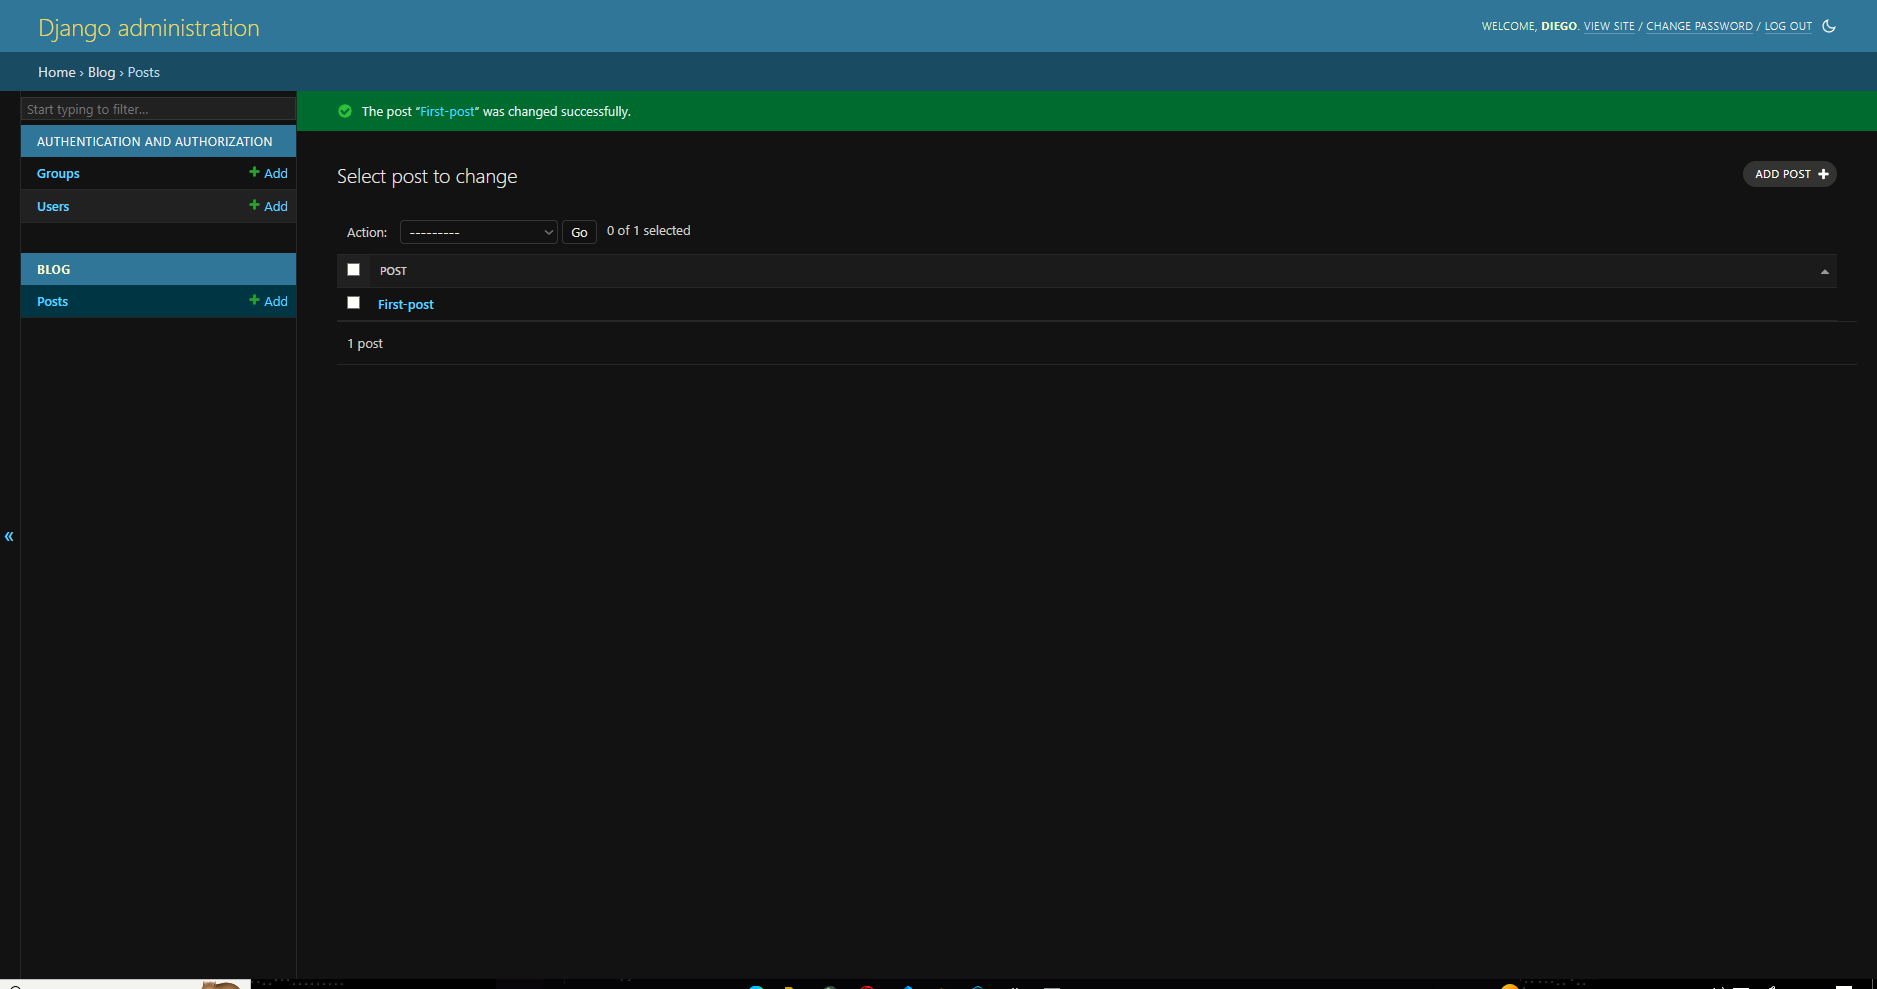 Django administration
WELCOME, DIEGO. VIEW SITE / CHANGE PASSWORD / LOG OUT
Home › Blog › Posts
Start typing to filter...
AUTHENTICATION AND AUTHORIZATION
Groups
Add
Users
Add
BLOG
Posts
Add
The post “First-post” was changed successfully.
Select post to change
ADD POST
Action: --------- Go 0 of 1 selected
POST
First-post
1 post